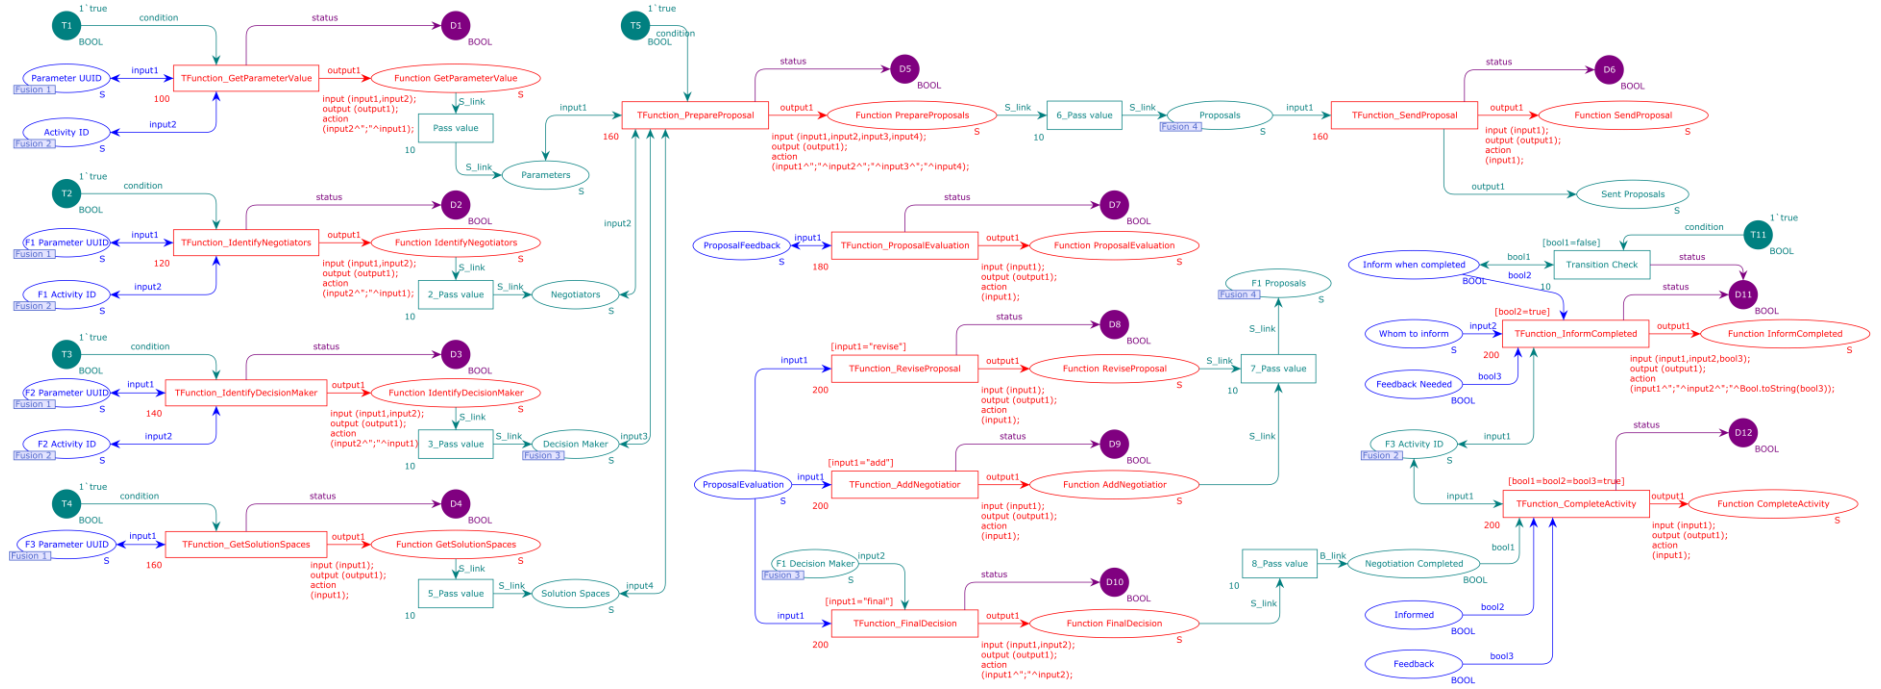 T1
1`true
BOOL
condition
status
D1
BOOL
Parameter UUID
Fusion 1
S
input1
TFunction_GetParameterValue
100
output1
Function GetParameterValue
S
input (input1,input2);
output (output1);
action
(input2^";"^input1);
Activity ID
Fusion 2
S
input2
S_link
Pass value
10
S_link
Parameters
S
T2
1`true
BOOL
condition
status
D2
BOOL
F1 Parameter UUID
Fusion 1
S
input1
TFunction_IdentifyNegotiators
120
output1
Function IdentifyNegotiators
S
input (input1,input2);
output (output1);
action
(input2^";"^input1);
F1 Activity ID
Fusion 2
S
input2
S_link
2_Pass value
10
S_link
Negotiators
S
T3
1`true
BOOL
condition
status
D3
BOOL
F2 Parameter UUID
Fusion 1
S
input1
TFunction_IdentifyDecisionMaker
140
output1
Function IdentifyDecisionMaker
S
input (input1,input2);
output (output1);
action
(input2^";"^input1)
F2 Activity ID
Fusion 2
S
input2
S_link
3_Pass value
10
S_link
Decision Maker
Fusion 3
S
T4
1`true
BOOL
condition
status
D4
BOOL
F3 Parameter UUID
Fusion 1
S
input1
TFunction_GetSolutionSpaces
160
output1
Function GetSolutionSpaces
S
input (input1);
output (output1);
action
(input1);
S_link
5_Pass value
10
S_link
Solution Spaces
S
T5
1`true
BOOL
condition
input1
input2
input3
input4
TFunction_PrepareProposal
160
status
D5
BOOL
output1
Function PrepareProposals
S
input (input1,input2,input3,input4);
output (output1);
action
(input1^";"^input2^";"^input3^";"^input4);
S_link
6_Pass value
10
S_link
Proposals
Fusion 4
S
input1
TFunction_SendProposal
160
status
D6
BOOL
output1
Function SendProposal
S
input (input1);
output (output1);
action
(input1);
output1
Sent Proposals
S
ProposalFeedback
S
input1
TFunction_ProposalEvaluation
180
status
D7
BOOL
output1
Function ProposalEvaluation
S
input (input1);
output (output1);
action
(input1);
F1 Proposals
Fusion 4
S
S_link
[input1="revise"]
input1
TFunction_ReviseProposal
200
status
D8
BOOL
output1
Function ReviseProposal
S
input (input1);
output (output1);
action
(input1);
S_link
7_Pass value
10
S_link
ProposalEvaluation
S
input1
[input1="add"]
TFunction_AddNegotiatior
200
status
D9
BOOL
output1
Function AddNegotiatior
S
input (input1);
output (output1);
action
(input1);
F1 Decision Maker
Fusion 3
S
input2
[input1="final"]
input1
TFunction_FinalDecision
200
status
D10
BOOL
output1
Function FinalDecision
S
input (input1,input2);
output (output1);
action
(input1^";"^input2);
S_link
8_Pass value
10
B_link
Negotiation Completed
BOOL
bool1
T11
1`true
BOOL
condition
[bool1=false]
Transition Check
10
status
D11
BOOL
Inform when completed
BOOL
bool1
bool2
[bool2=true]
status
Whom to inform
S
input2
TFunction_InformCompleted
200
output1
Function InformCompleted
S
input (input1,input2,bool3);
output (output1);
action
(input1^";"^input2^";"^Bool.toString(bool3));
Feedback Needed
BOOL
bool3
F3 Activity ID
Fusion 2
S
input1
status
D12
BOOL
[bool1=bool2=bool3=true]
input1
TFunction_CompleteActivity
200
output1
Function CompleteActivity
S
input (input1);
output (output1);
action
(input1);
Informed
BOOL
bool2
Feedback
BOOL
bool3